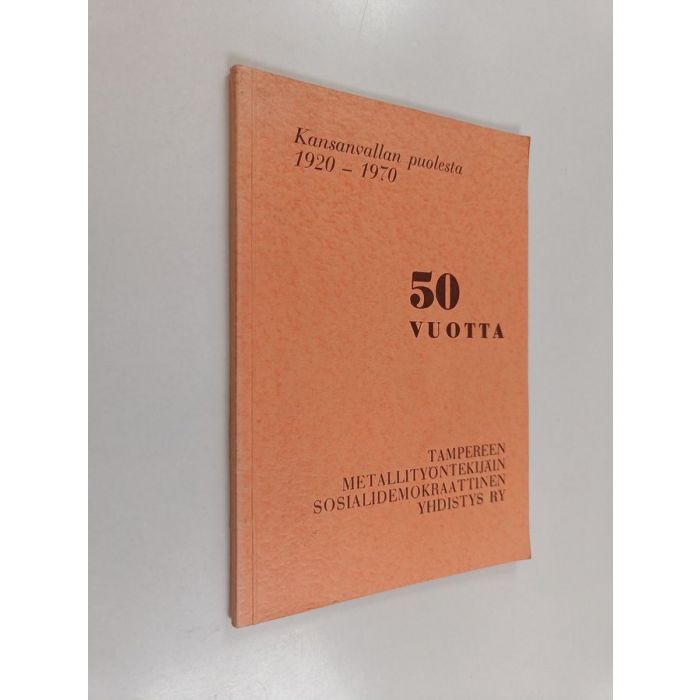 Kansanvallan puolesta
1920 – 1970
50
VUOTTA
TAMPEREEN
METALLITYÖNTEKIJÄIN
SOSIALIDEMOKRAATTINEN
YHDISTYS RY